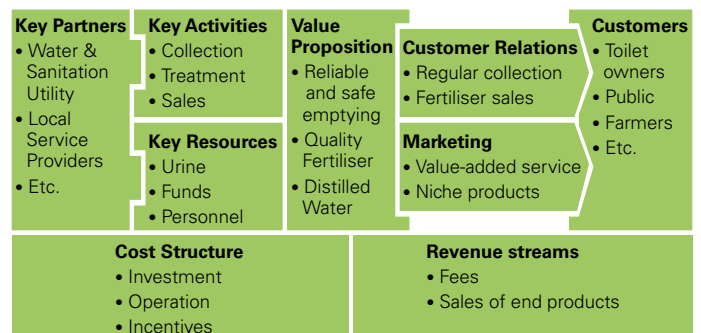 Key Partners
• Water &
Sanitation
Utility
• Local
Service
Providers
• Etc.
Key Activities
• Collection
• Treatment
• Sales
Key Resources
• Urine
• Funds
• Personnel
Value
Proposition
• Reliable
and safe
emptying
• Quality
Fertiliser
• Distilled
Water
Customer Relations
• Regular collection
• Fertiliser sales
Marketing
• Value-added service
• Niche products
Customers
• Toilet
owners
• Public
• Farmers
• Etc.
Cost Structure
• Investment
• Operation
• Incentives
Revenue streams
• Fees
• Sales of end products